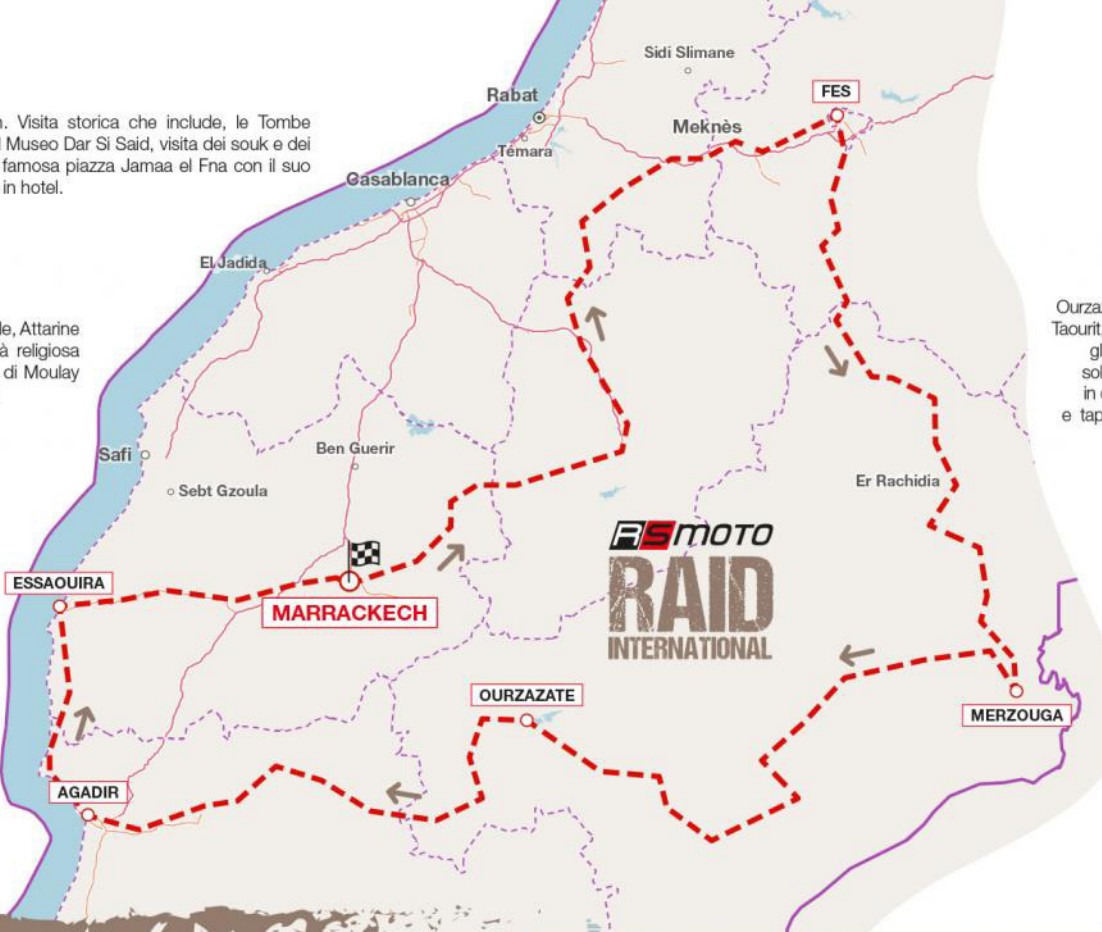 n. Visita storica che include, le Tombe
l Museo Dar Si Said, visita dei souk e dei
famosa piazza Jamaa el Fna con il suo
in hotel.
le, Attarine
à religiosa
di Moulay
Sidi Slimane
FES
Rabat
Meknès
Témara
Casablanca
El Jadida
Ourza
Taourit,
gl
sol
in
e tap
Safi
Ben Guerir
Sebt Gzoula
Er Rachidia
RSMOTO
RAID
INTERNATIONAL
ESSAOUIRA
MARRACKECH
OURZAZATE
MERZOUGA
AGADIR